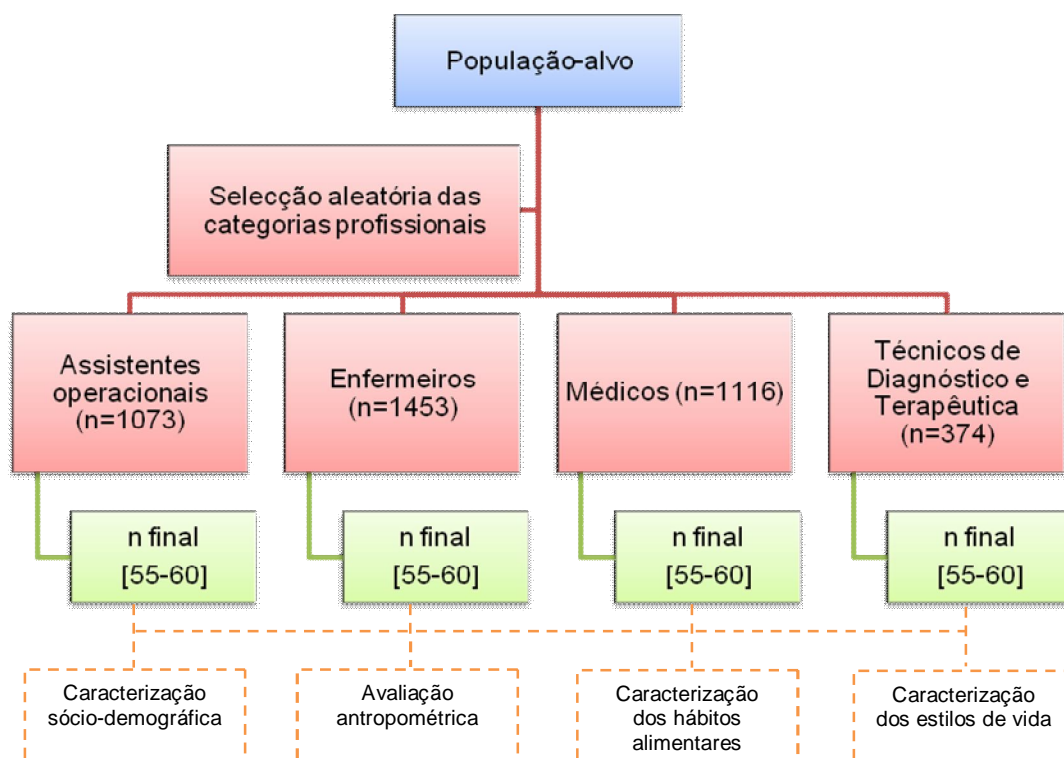 População-alvo
Selecção aleatória das
categorias profissionais
Assistentes
operacionais
(n=1073)
Enfermeiros
(n=1453)
Médicos (n=1116)
Técnicos de
Diagnóstico e
Terapêutica
(n=374)
n final
[55-60]
n final
[55-60]
n final
[55-60]
n final
[55-60]
Caracterização
sócio-demográfica
Avaliação
antropométrica
Caracterização
dos hábitos
alimentares
Caracterização
dos estilos de vida